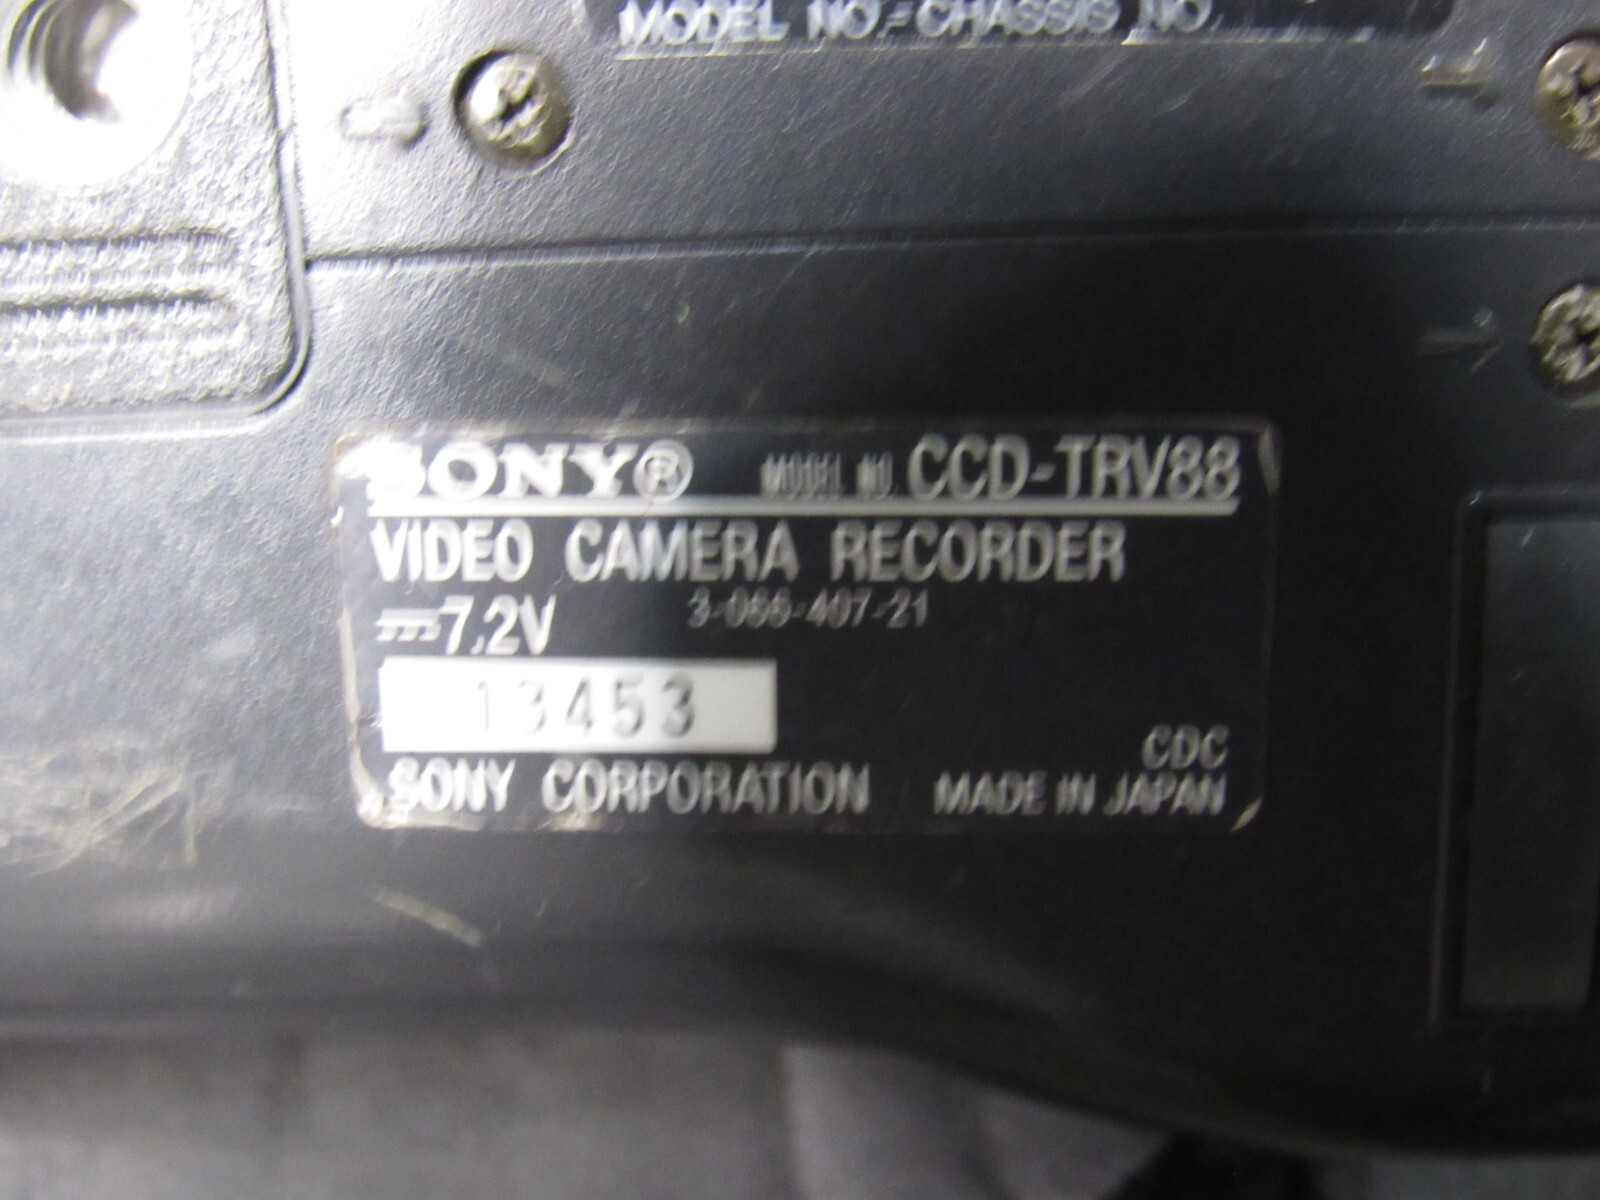 MODEL NO.=CHASSIS NO.
SONY® MODEL NO. CCD-TRV88
VIDEO CAMERA RECORDER
⎓7.2V 3-066-407-21
13453
CDC
SONY CORPORATION MADE IN JAPAN